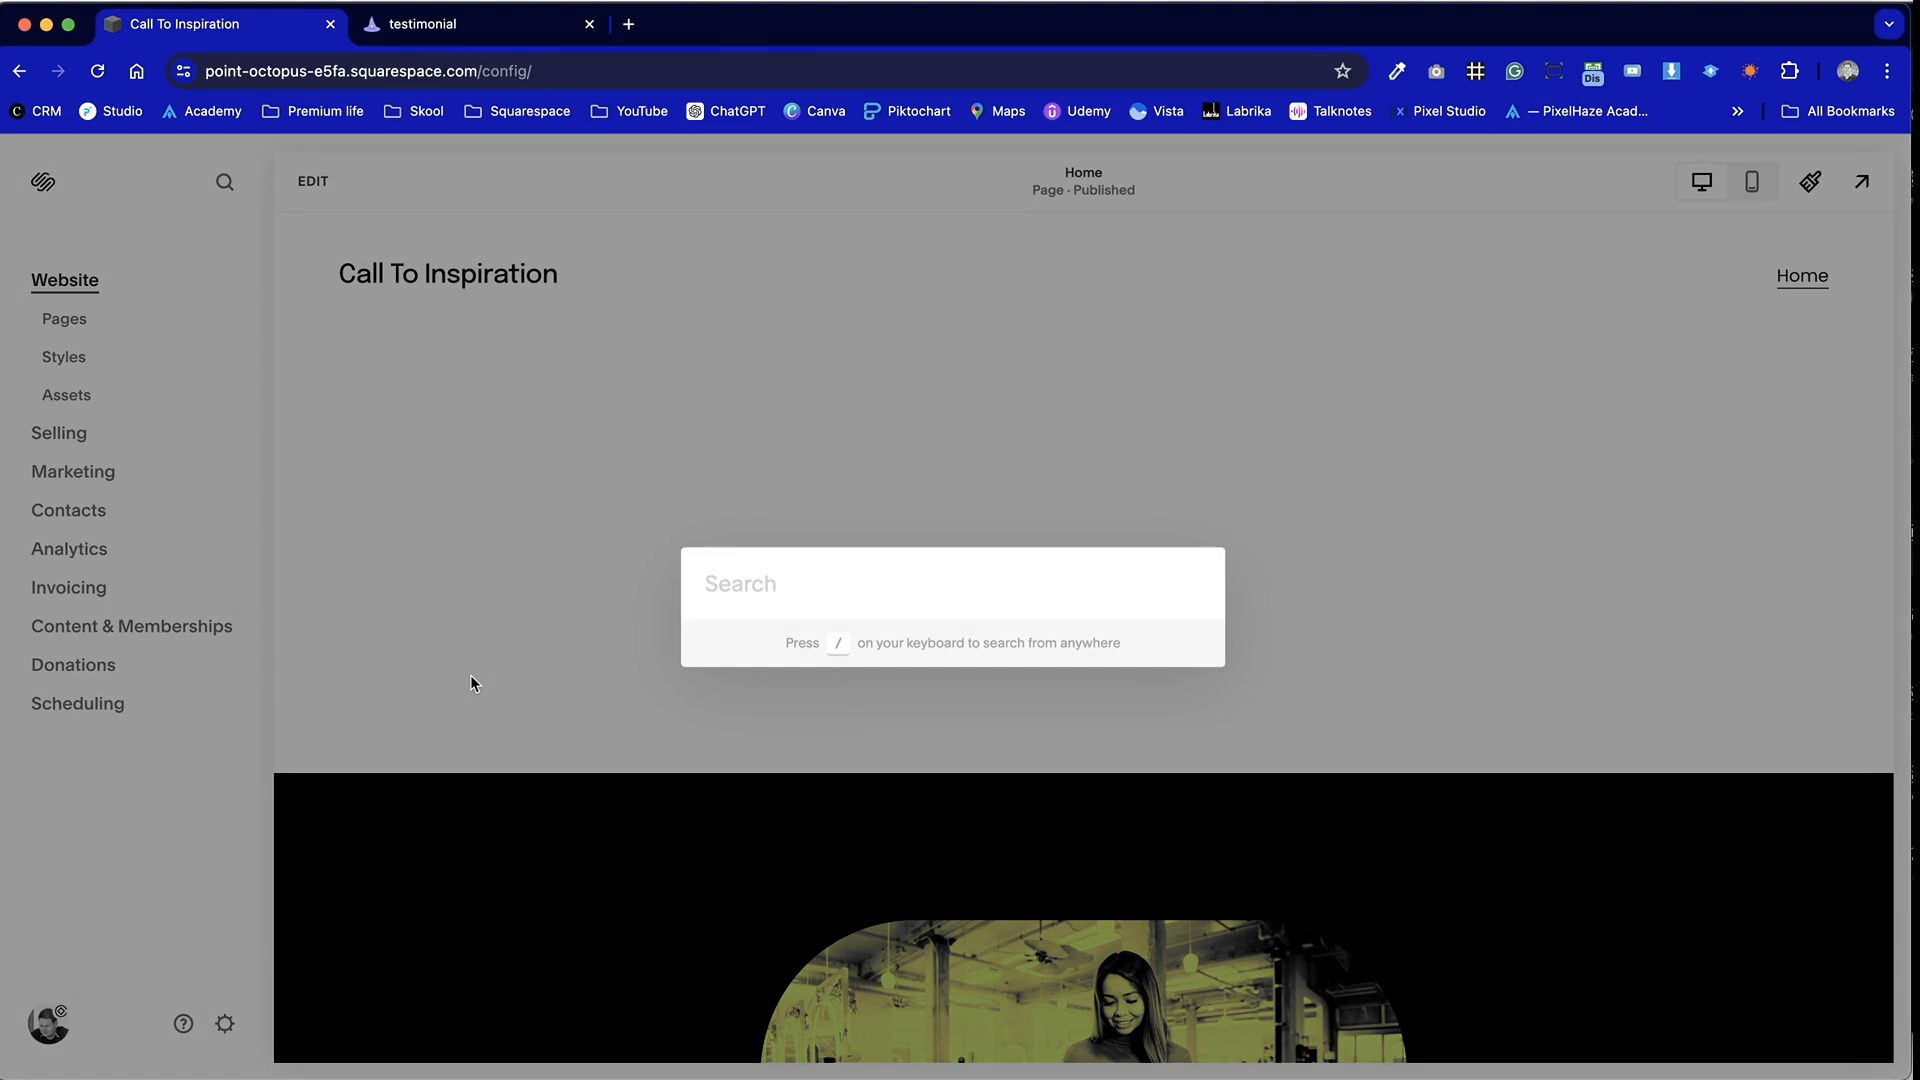 Call To Inspiration
testimonial
point-octopus-e5fa.squarespace.com/config/
Dis
CRM
Studio
Academy
Premium life
Skool
Squarespace
YouTube
ChatGPT
Canva
Piktochart
Maps
Udemy
Vista
Labrika
Talknotes
Pixel Studio
— PixelHaze Acad...
All Bookmarks
EDIT
Home
Page · Published
Website
Pages
Styles
Assets
Selling
Marketing
Contacts
Analytics
Invoicing
Content & Memberships
Donations
Scheduling
Call To Inspiration
Home
Search
Press / on your keyboard to search from anywhere